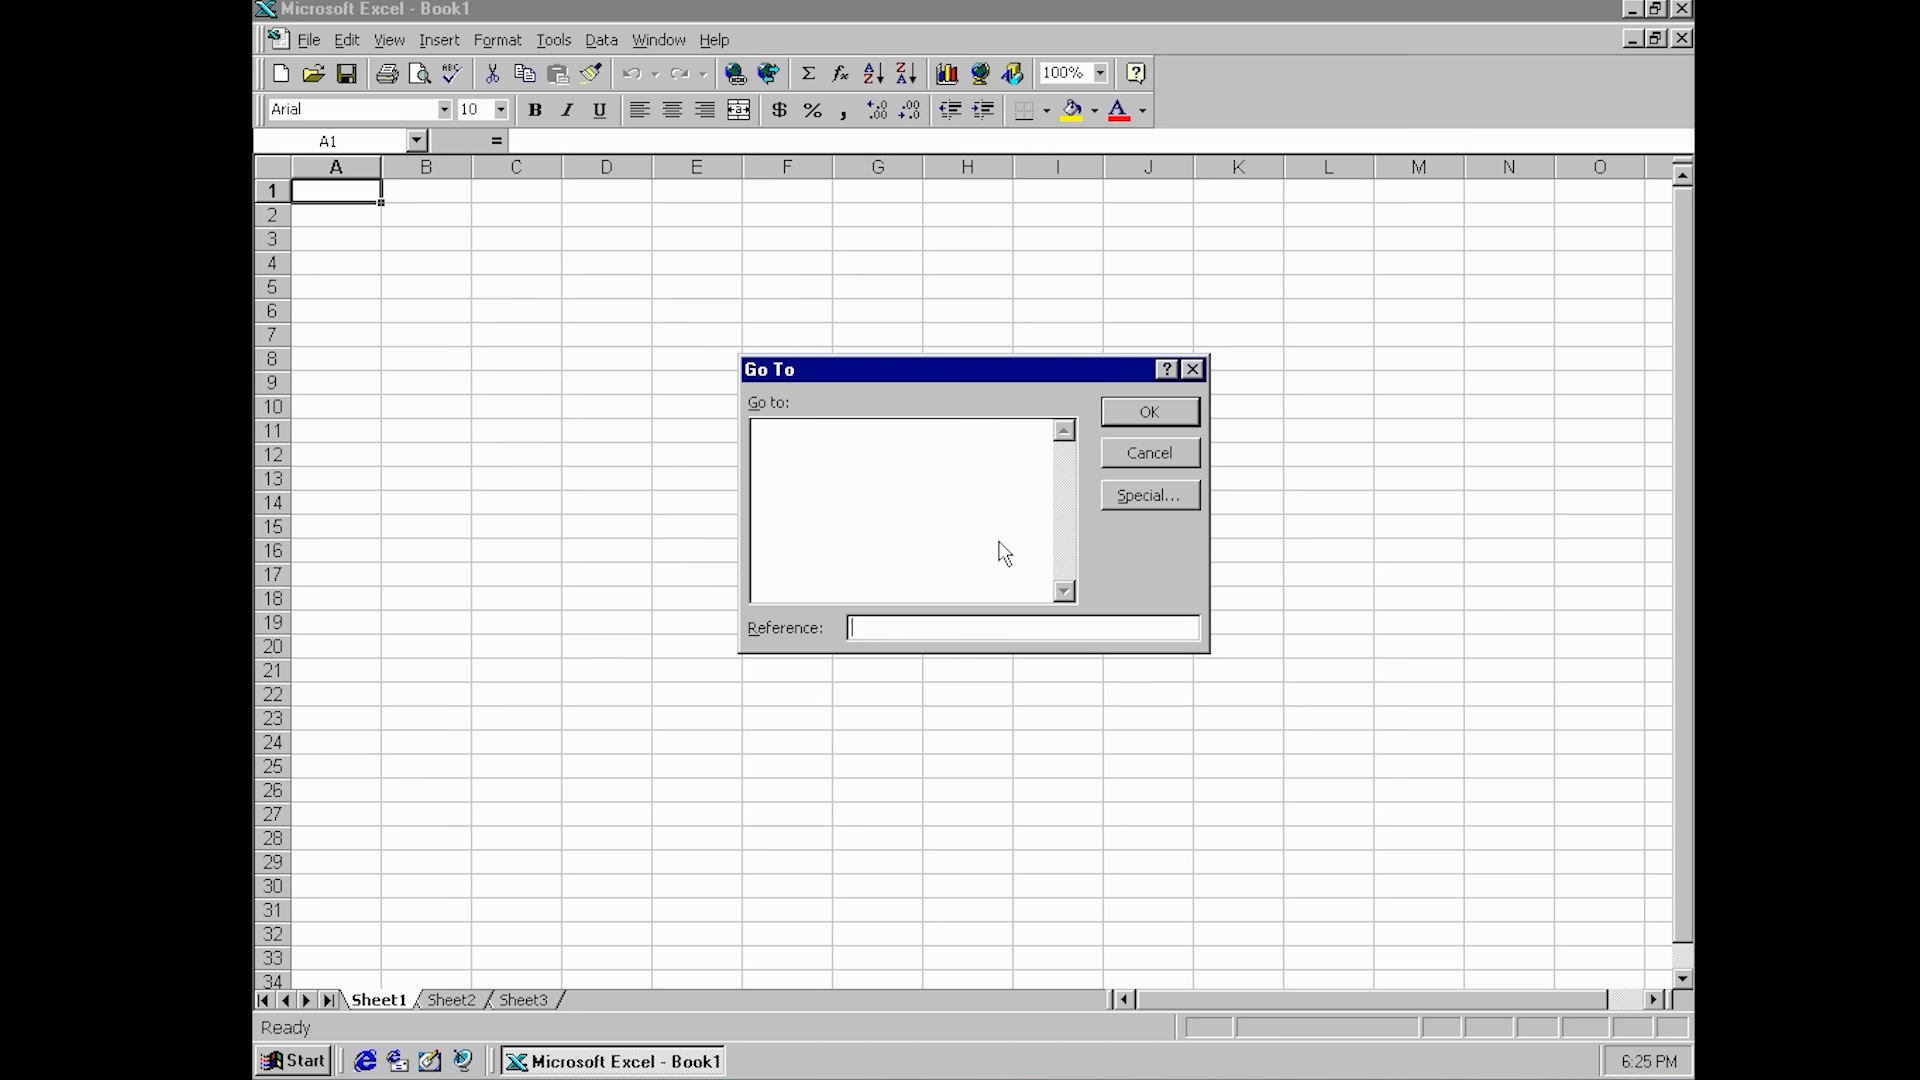 Microsoft Excel - Book1
File Edit View Insert Format Tools Data Window Help
100%
Arial 10 B I U $ % ,
A1 =
A B C D E F G H I J K L M N O
1
2
3
4
5
6
7
8
9
10
11
12
13
14
15
16
17
18
19
20
21
22
23
24
25
26
27
28
29
30
31
32
33
34
Go To
Go to:
OK
Cancel
Special...
Reference:
Sheet1 Sheet2 Sheet3
Ready
Start Microsoft Excel - Book1 6:25 PM